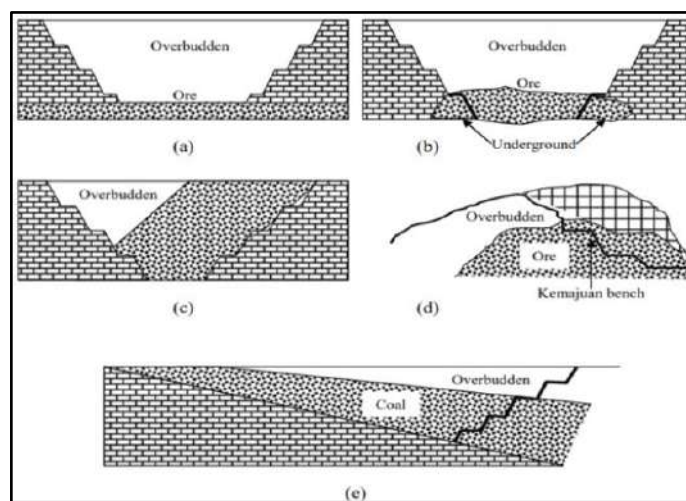 Overbudden
Ore
(a)
Overbudden
Ore
Underground
(b)
Overbudden
(c)
Overbudden
Ore
Kemajuan bench
(d)
Overbudden
Coal
(e)